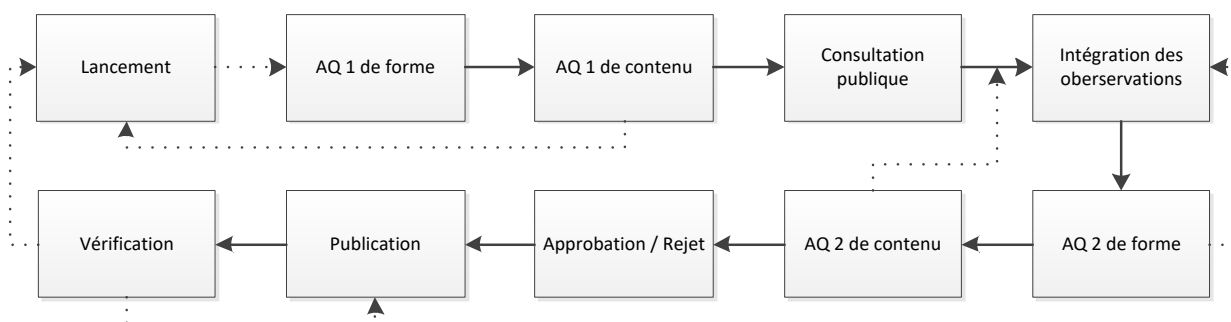 Lancement
AQ 1 de forme
AQ 1 de contenu
Consultation
publique
Intégration des
oberservations
Vérification
Publication
Approbation / Rejet
AQ 2 de contenu
AQ 2 de forme